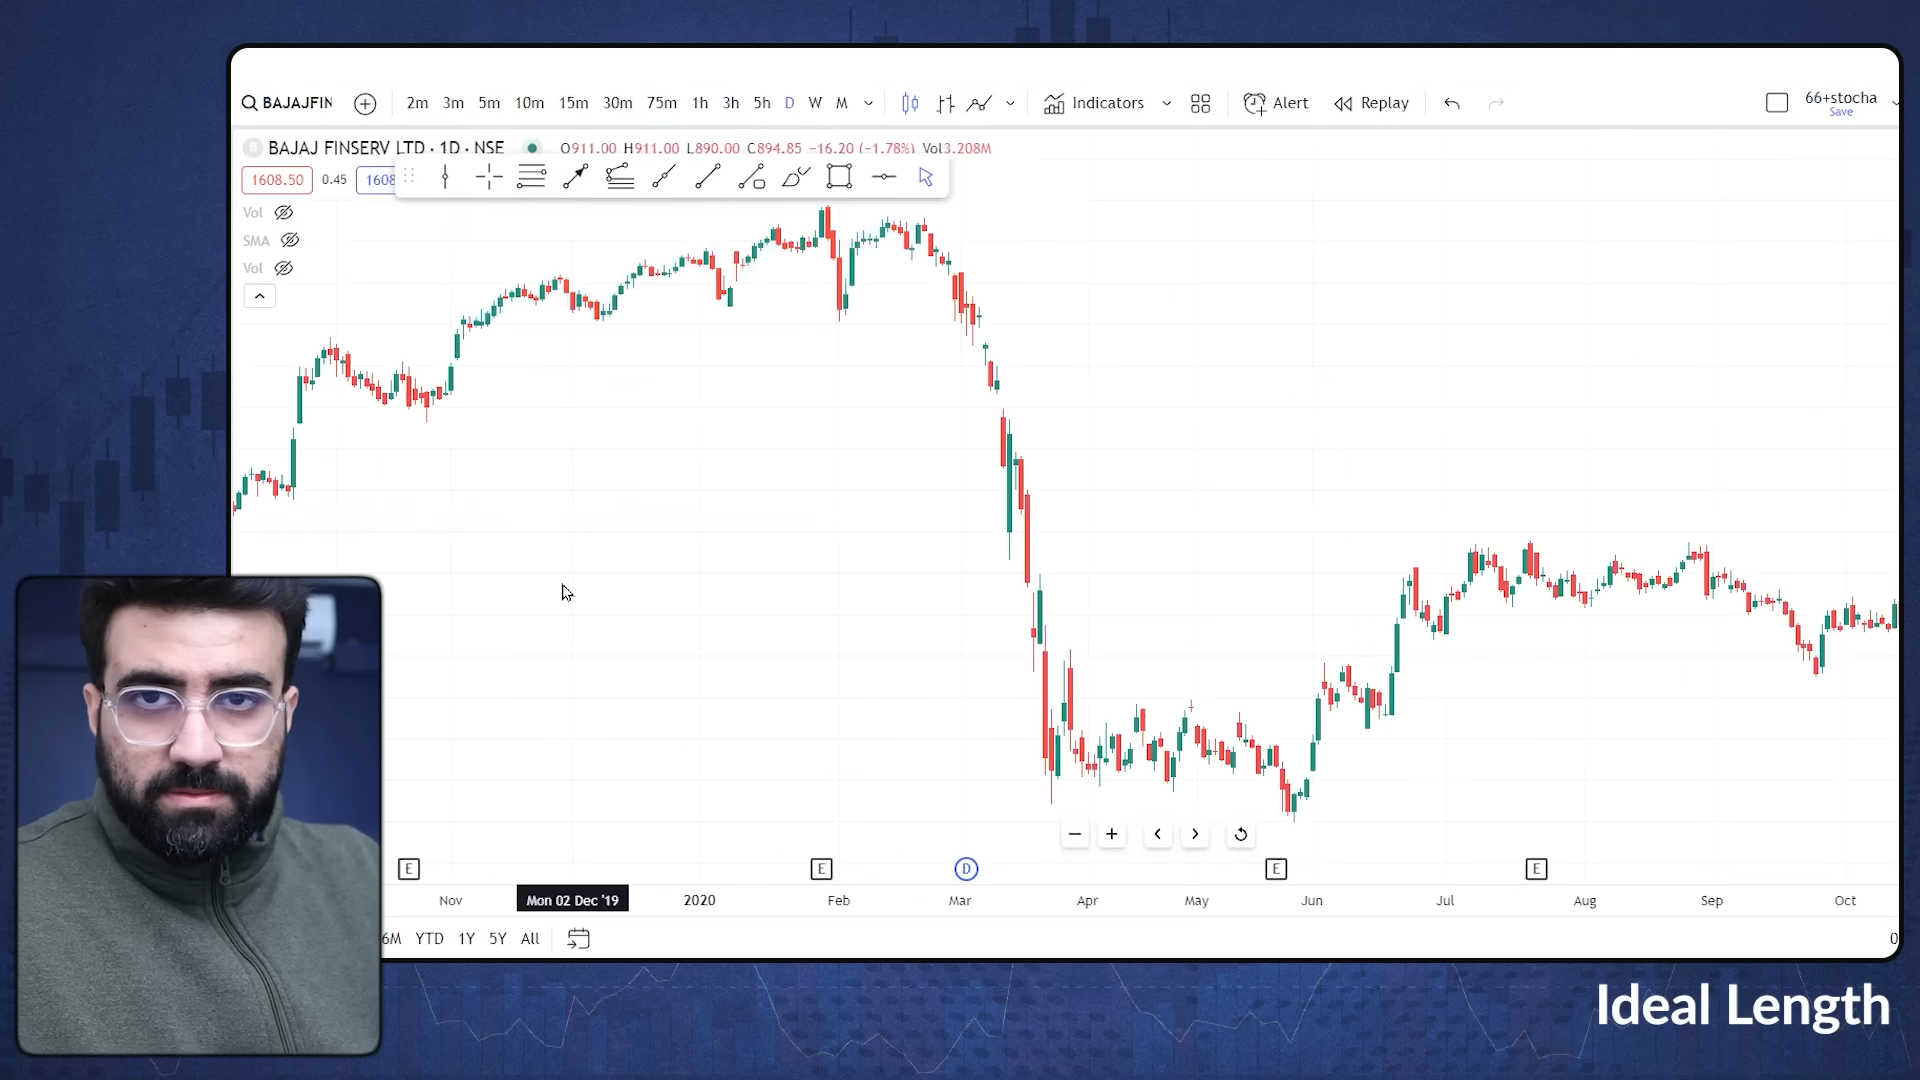 BAJAJFIN
2m 3m 5m 10m 15m 30m 75m 1h 3h 5h D W M
Indicators
Alert
Replay
66+stocha
Save
BAJAJ FINSERV LTD · 1D · NSE
O911.00 H911.00 L890.00 C894.85 −16.20 (−1.78%) Vol3.208M
1608.50 0.45 1608
Vol
SMA
Vol
E E D E E
Nov Mon 02 Dec '19 2020 Feb Mar Apr May Jun Jul Aug Sep Oct
6M YTD 1Y 5Y All
Ideal Length